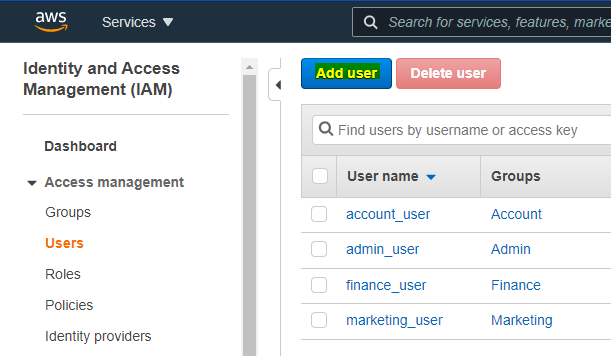 aws
Services
Search for services, features, marke
Identity and Access
Management (IAM)
Dashboard
Access management
Groups
Users
Roles
Policies
Identity providers
Add user
Delete user
Find users by username or access key
User name Groups
account_user Account
admin_user Admin
finance_user Finance
marketing_user Marketing